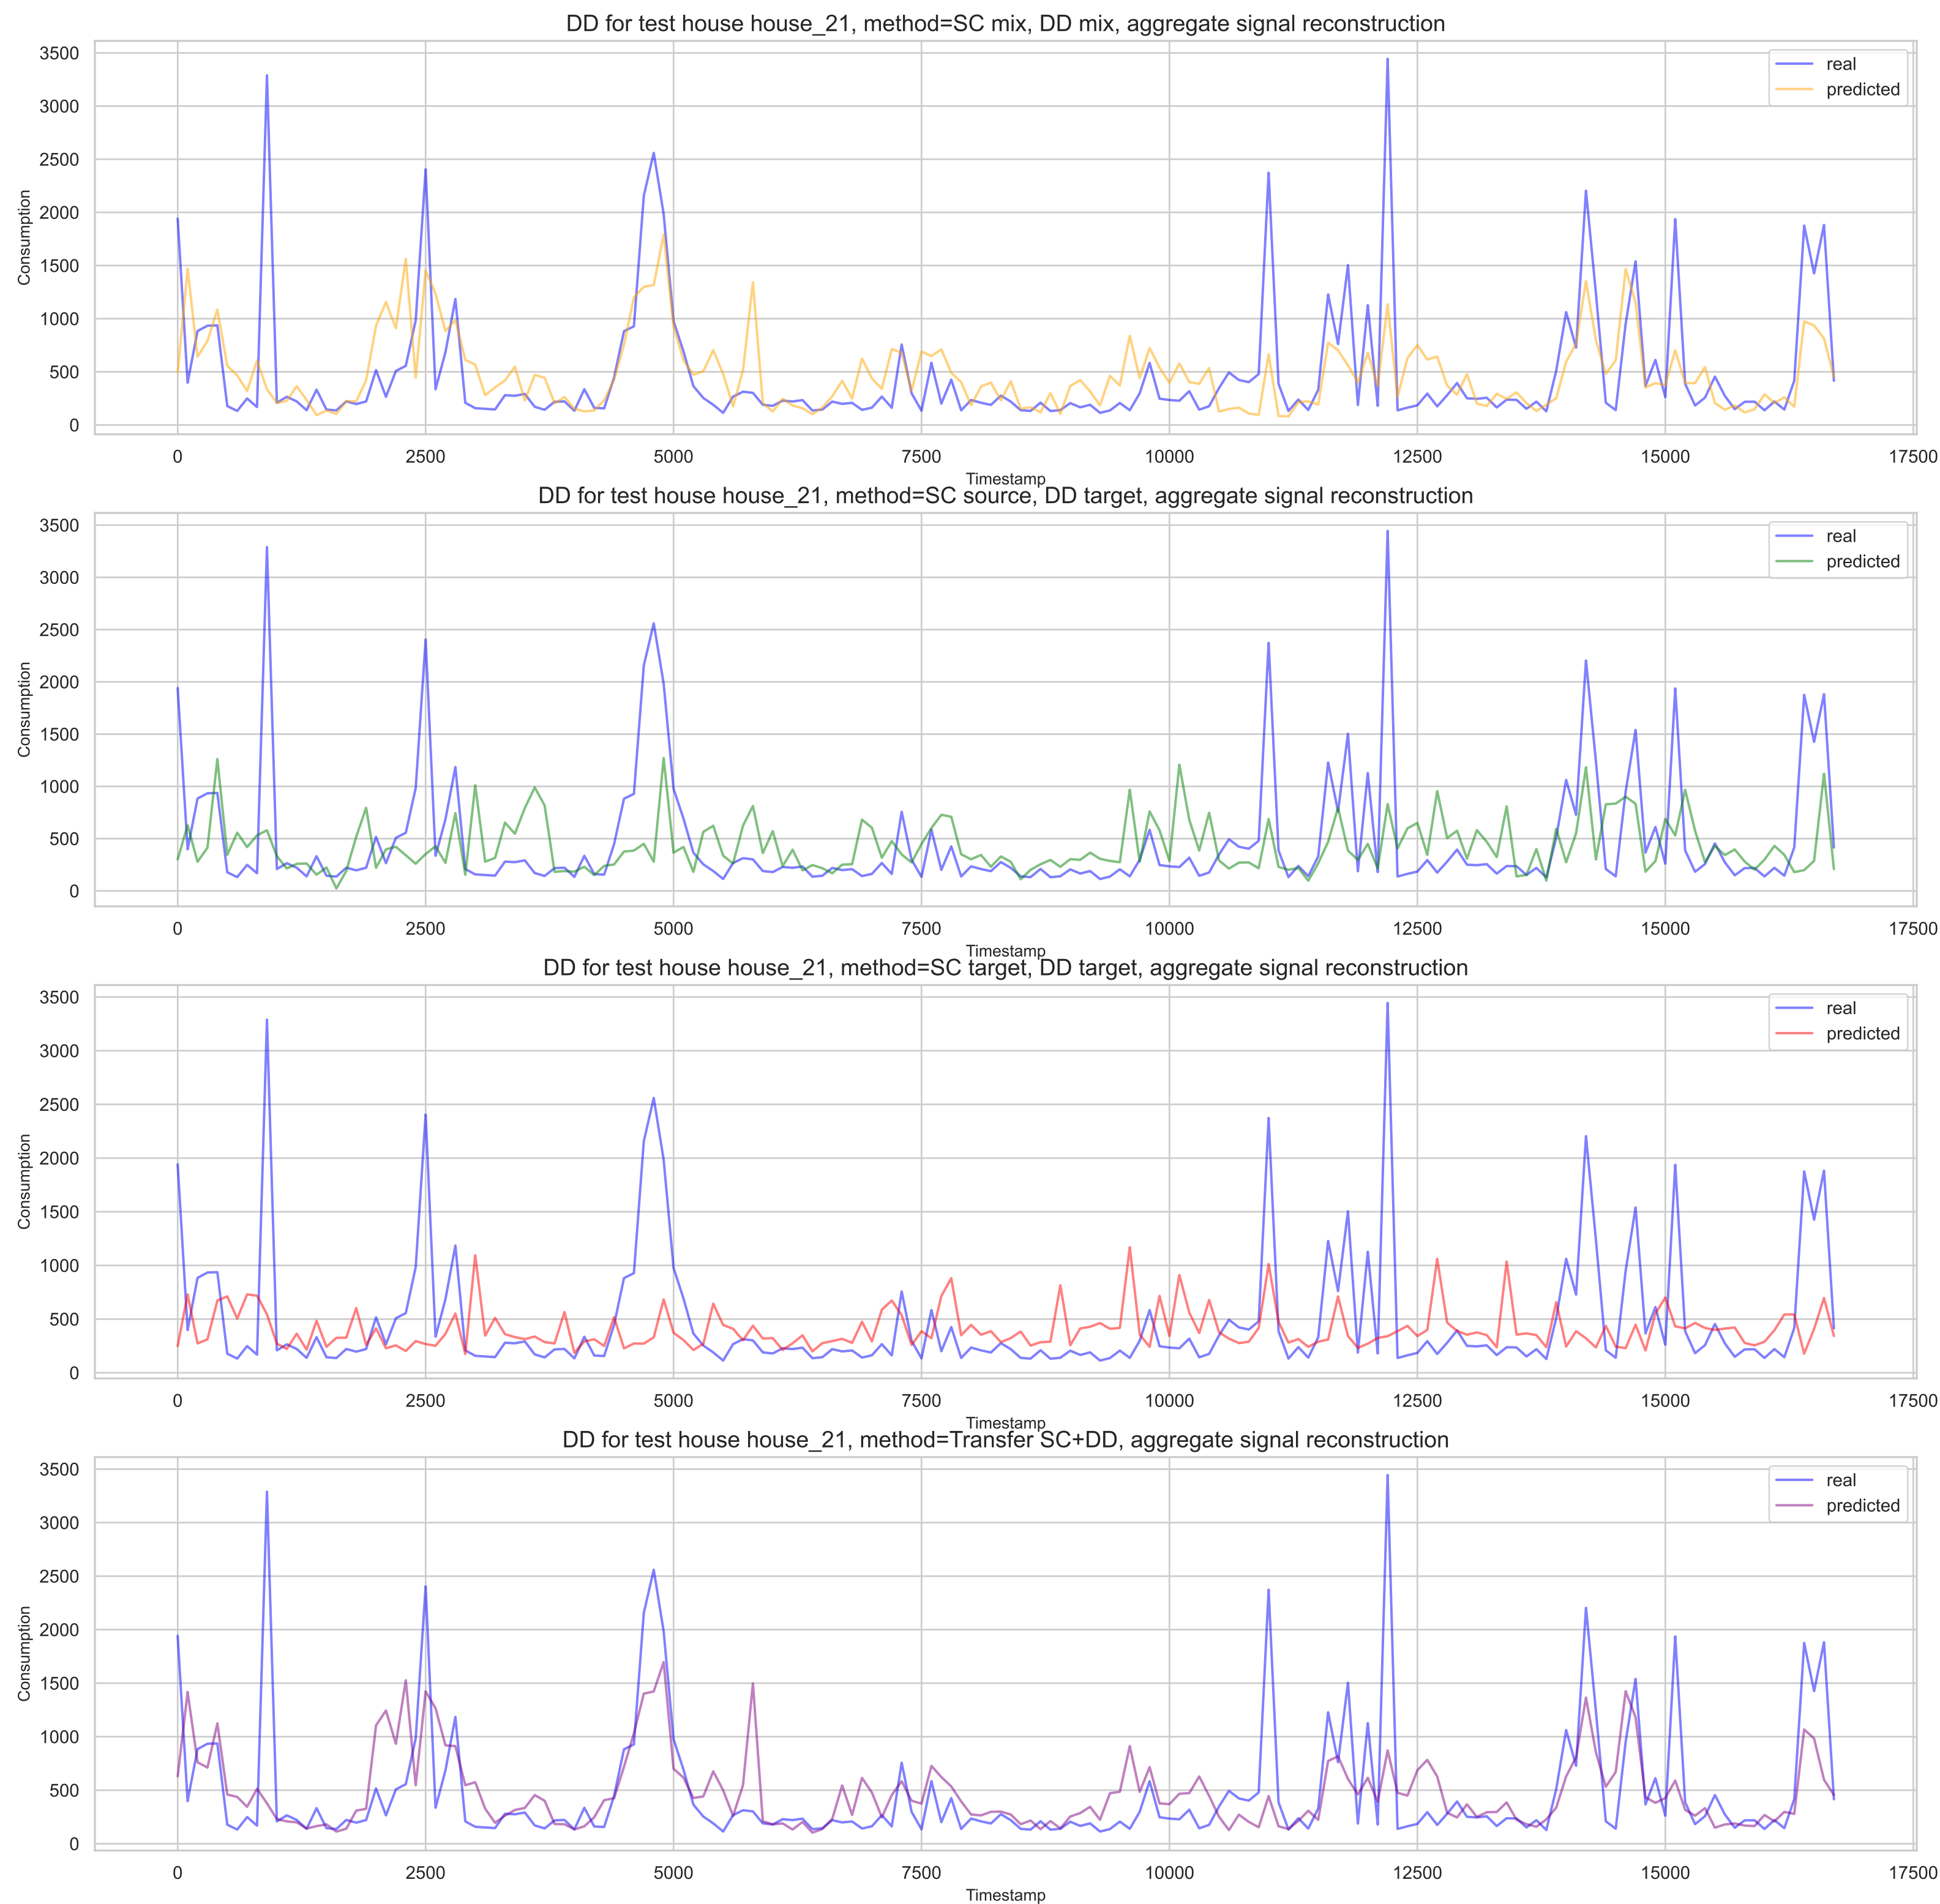 DD for test house house_21, method=SC mix, DD mix, aggregate signal reconstruction
3500
3000
2500
2000
1500
1000
500
0
Consumption
real
predicted
0 2500 5000 7500 10000 12500 15000 17500
Timestamp
DD for test house house_21, method=SC source, DD target, aggregate signal reconstruction
3500
3000
2500
2000
1500
1000
500
0
Consumption
real
predicted
0 2500 5000 7500 10000 12500 15000 17500
Timestamp
DD for test house house_21, method=SC target, DD target, aggregate signal reconstruction
3500
3000
2500
2000
1500
1000
500
0
Consumption
real
predicted
0 2500 5000 7500 10000 12500 15000 17500
Timestamp
DD for test house house_21, method=Transfer SC+DD, aggregate signal reconstruction
3500
3000
2500
2000
1500
1000
500
0
Consumption
real
predicted
0 2500 5000 7500 10000 12500 15000 17500
Timestamp